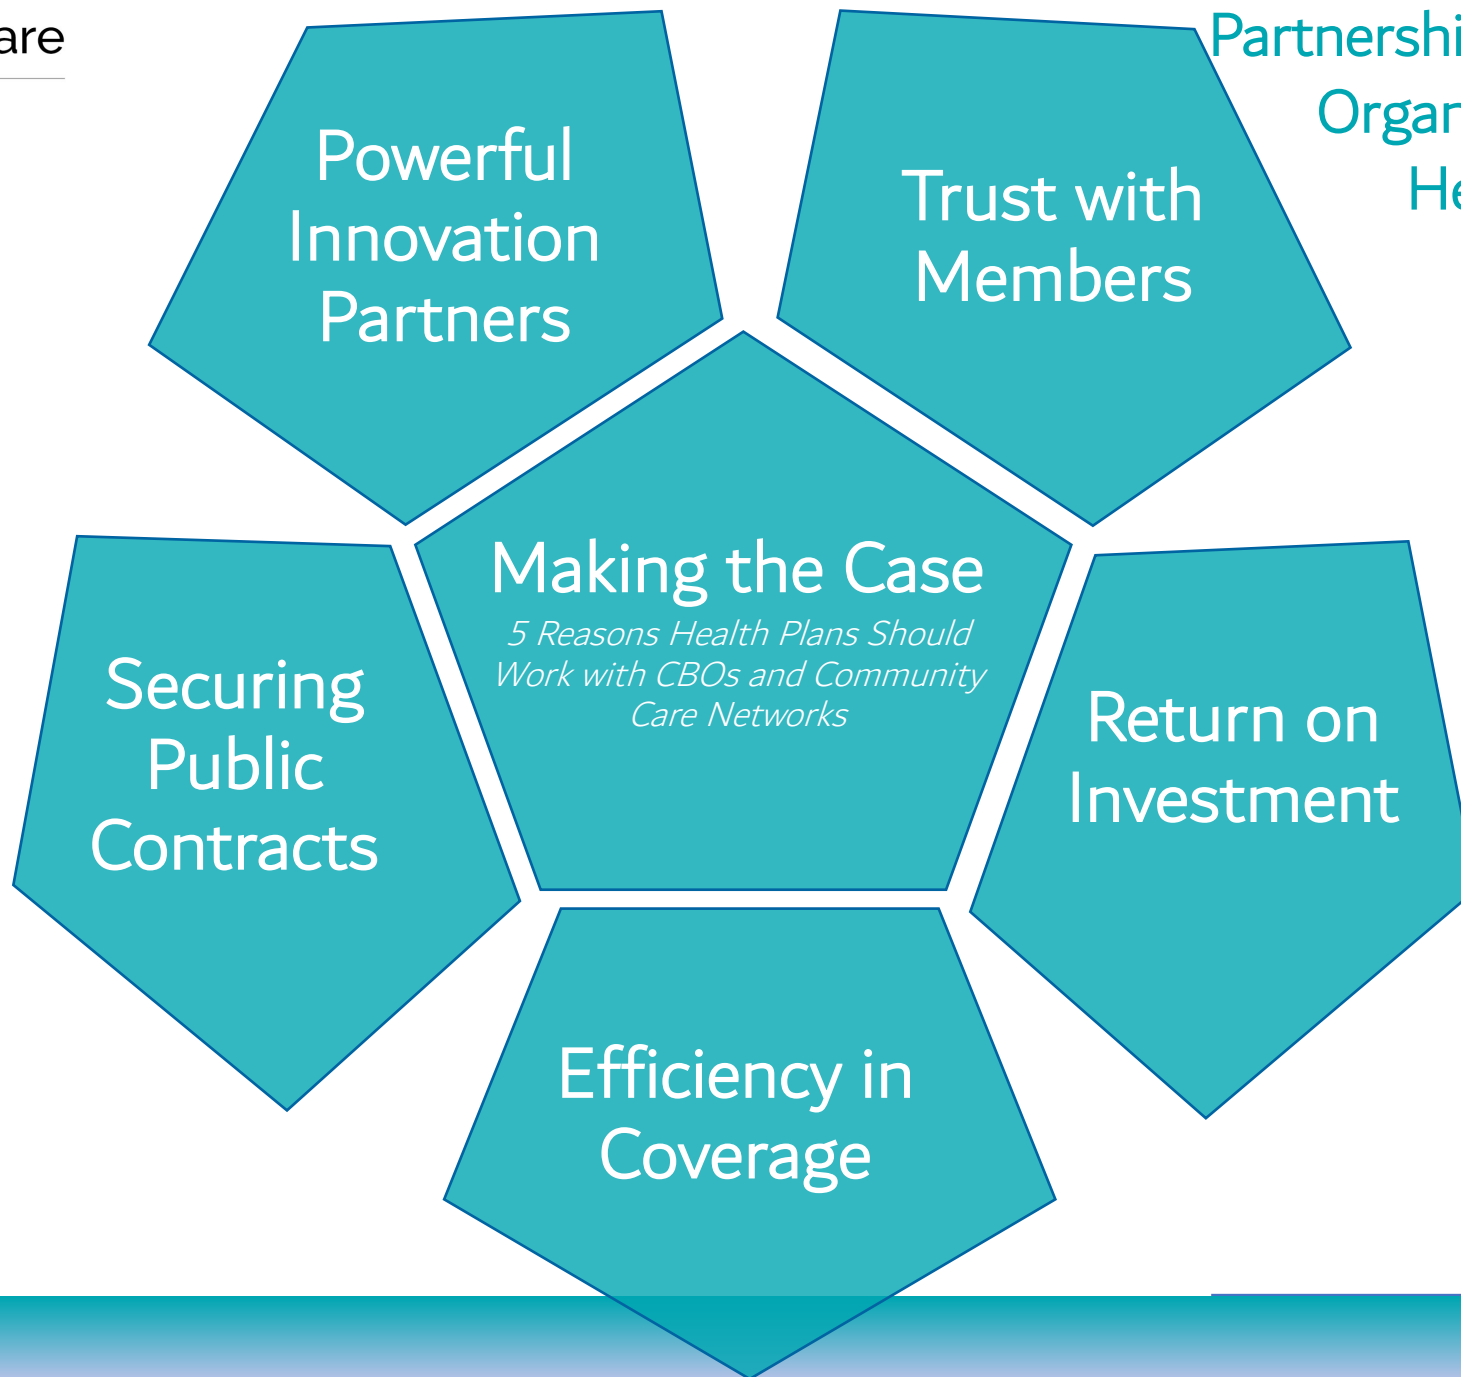 are
Partnershi
Organ
He
Powerful
Innovation
Partners
Trust with
Members
Making the Case
5 Reasons Health Plans Should
Work with CBOs and Community
Care Networks
Securing
Public
Contracts
Return on
Investment
Efficiency in
Coverage